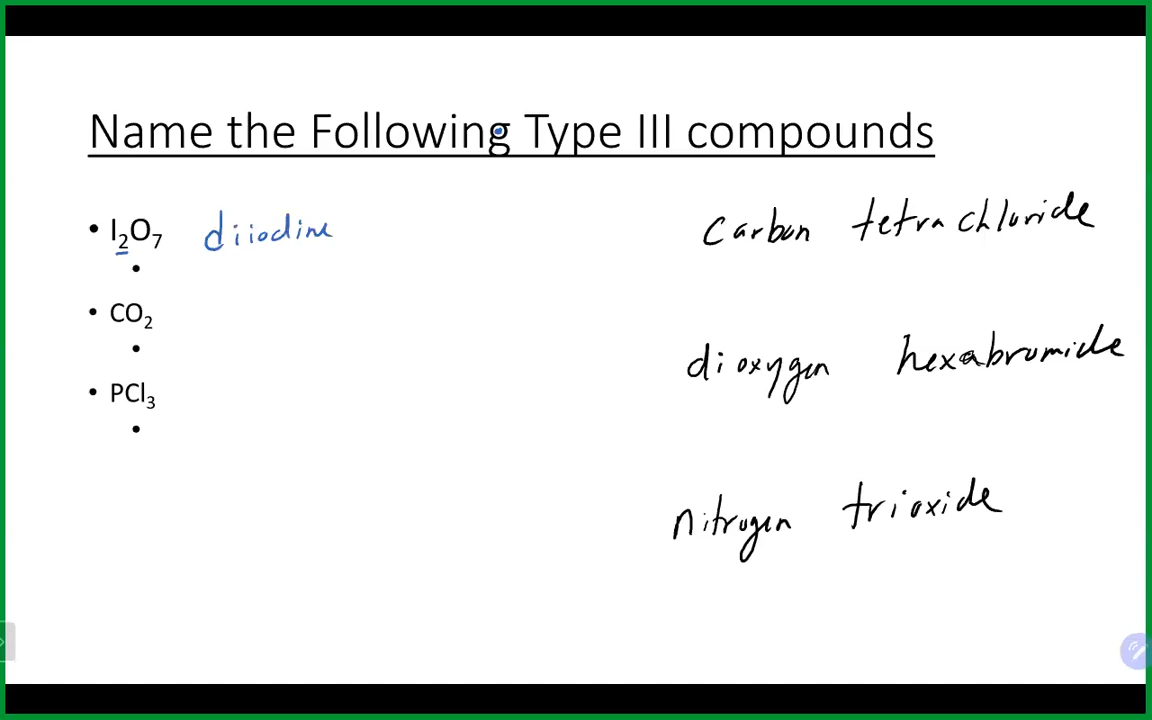 Name the Following Type III compounds
• I₂O₇ diiodine
carbon tetrachloride
•
• CO₂
dioxygen hexabromide
•
• PCl₃
•
nitrogen trioxide